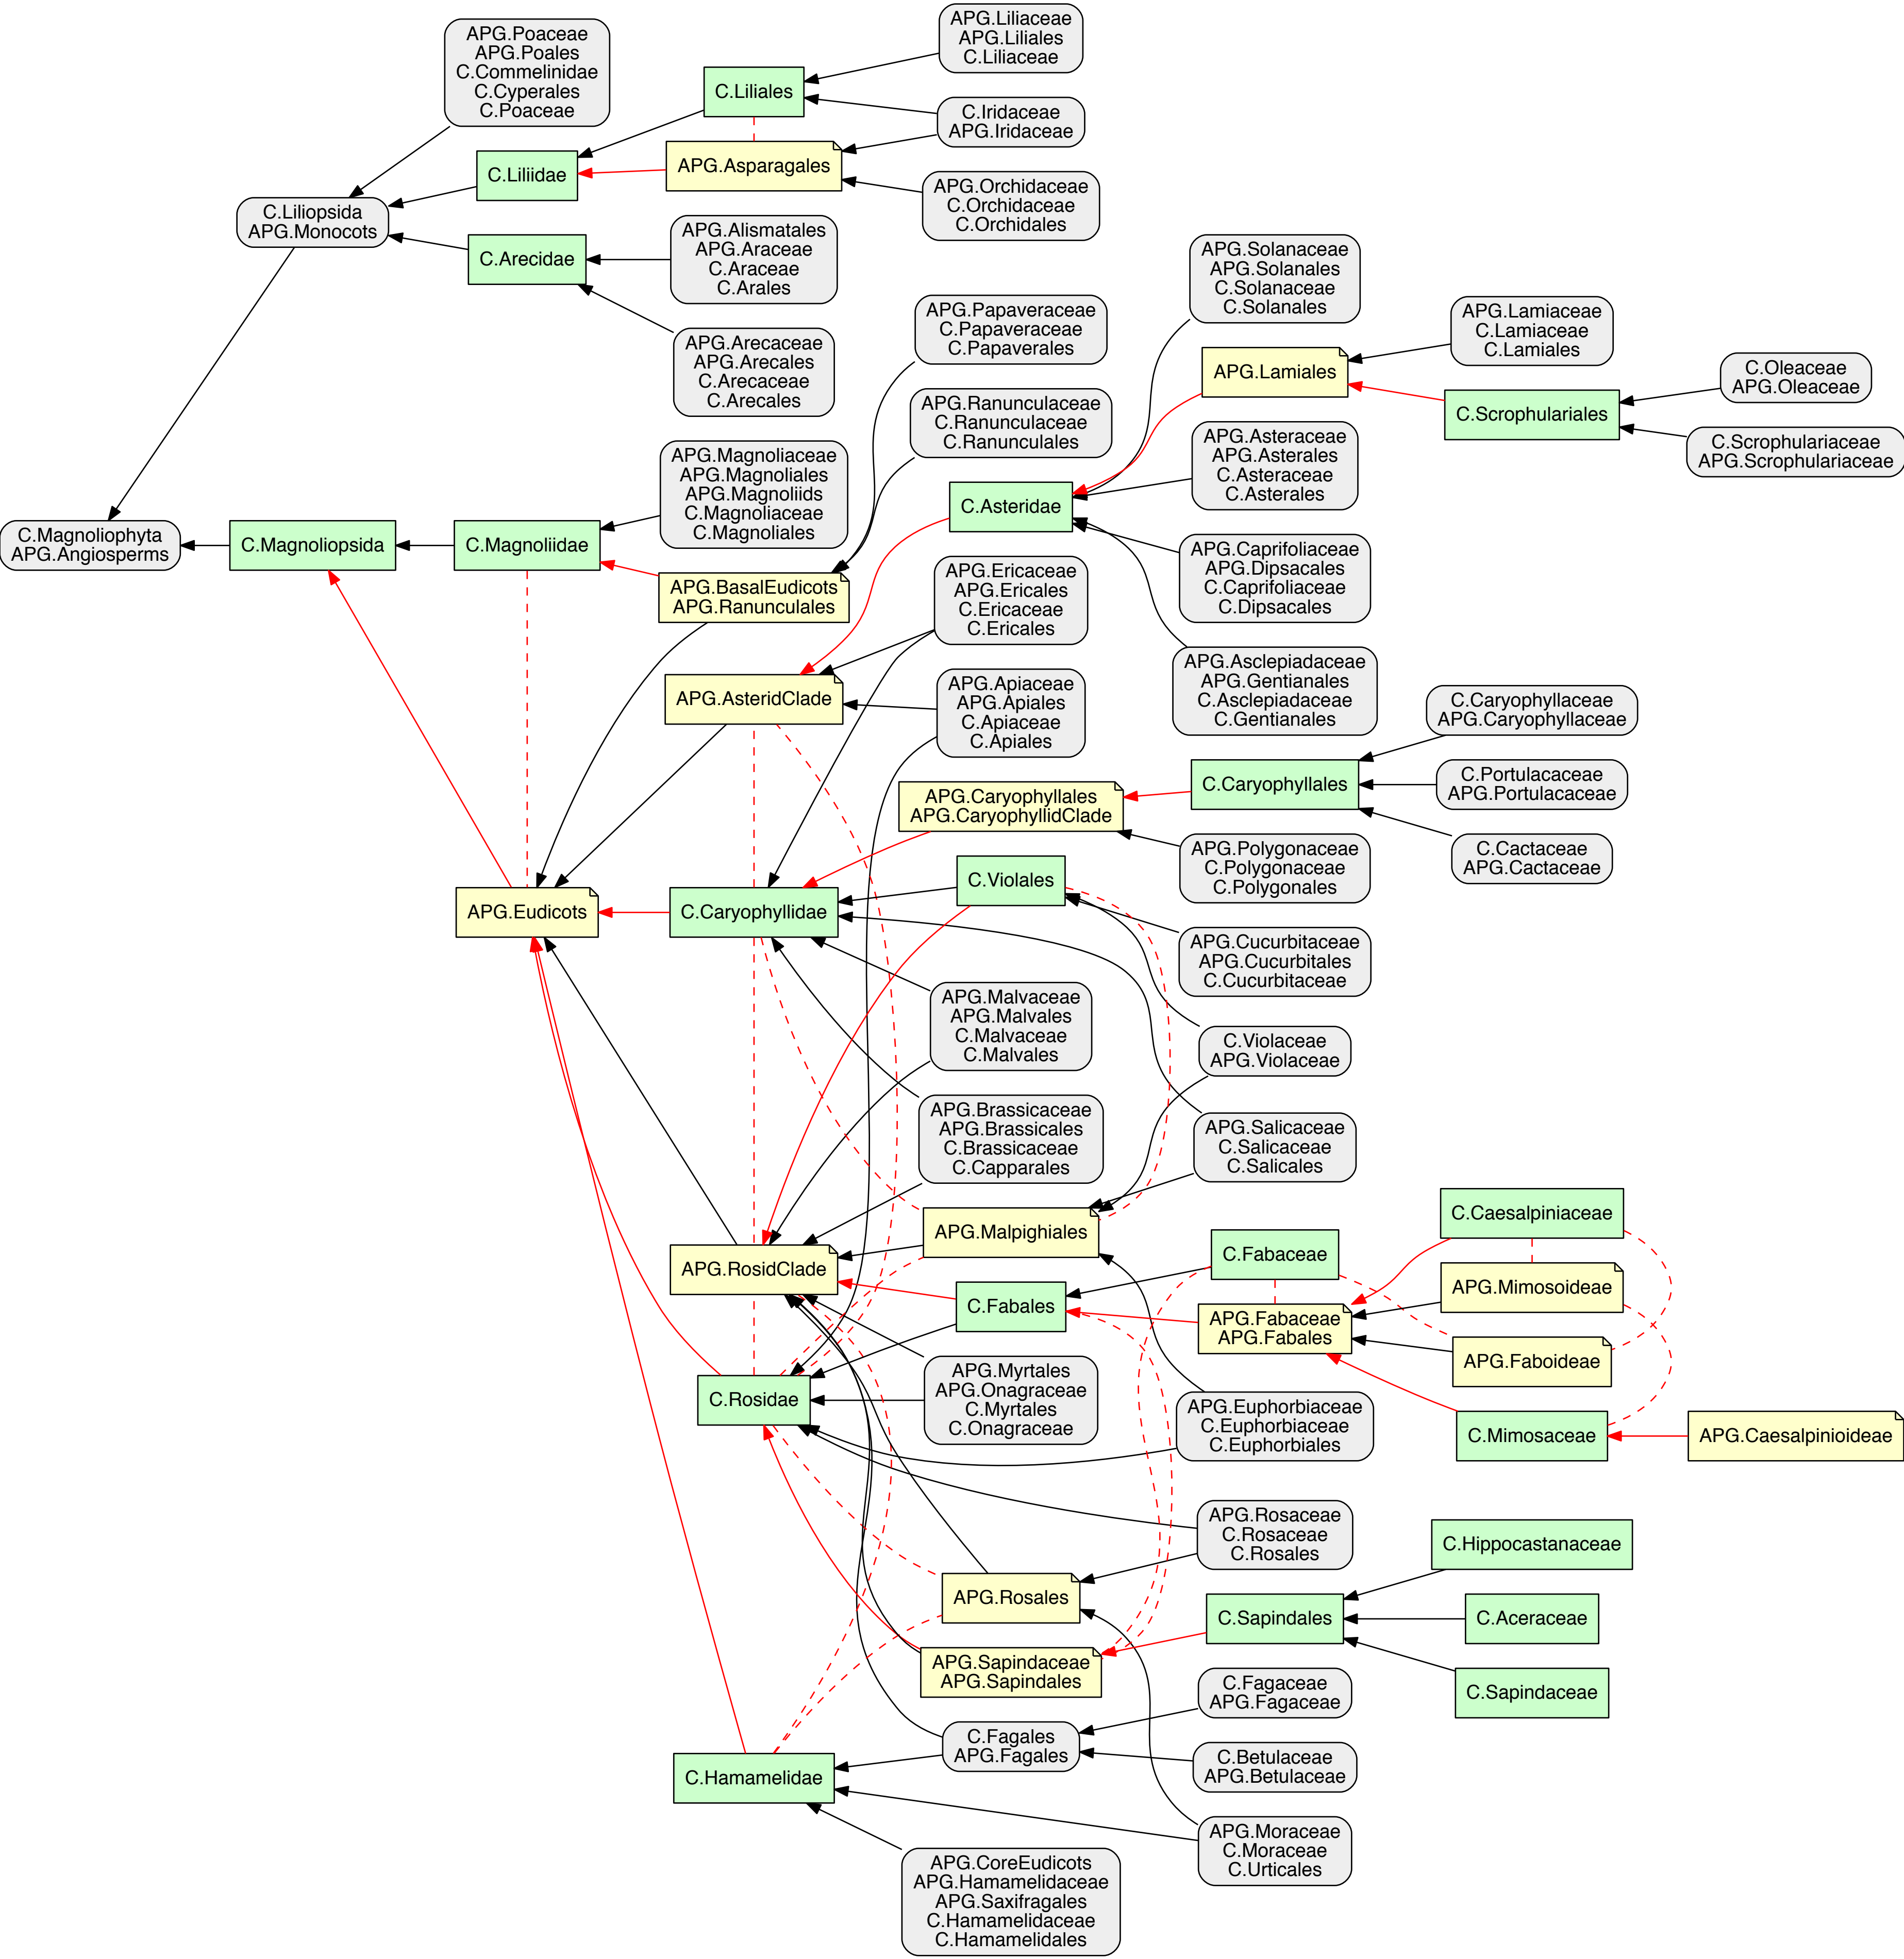 APG.Poaceae
APG.Poales
C.Commelinidae
C.Cyperales
C.Poaceae
C.Liliales
APG.Liliaceae
APG.Liliales
C.Liliaceae
C.Iridaceae
APG.Iridaceae
C.Liliidae
APG.Asparagales
APG.Orchidaceae
C.Orchidaceae
C.Orchidales
C.Liliopsida
APG.Monocots
C.Arecidae
APG.Alismatales
APG.Araceae
C.Araceae
C.Arales
APG.Arecaceae
APG.Arecales
C.Arecaceae
C.Arecales
APG.Papaveraceae
C.Papaveraceae
C.Papaverales
APG.Ranunculaceae
C.Ranunculaceae
C.Ranunculales
APG.Solanaceae
APG.Solanales
C.Solanaceae
C.Solanales
APG.Lamiales
APG.Lamiaceae
C.Lamiaceae
C.Lamiales
C.Scrophulariales
C.Oleaceae
APG.Oleaceae
C.Scrophulariaceae
APG.Scrophulariaceae
APG.Asteraceae
APG.Asterales
C.Asteraceae
C.Asterales
C.Magnoliophyta
APG.Angiosperms
C.Magnoliopsida
C.Magnoliidae
APG.Magnoliaceae
APG.Magnoliales
APG.Magnoliids
C.Magnoliaceae
C.Magnoliales
APG.BasalEudicots
APG.Ranunculales
C.Asteridae
APG.Caprifoliaceae
APG.Dipsacales
C.Caprifoliaceae
C.Dipsacales
APG.Ericaceae
APG.Ericales
C.Ericaceae
C.Ericales
APG.AsteridClade
APG.Apiaceae
APG.Apiales
C.Apiaceae
C.Apiales
APG.Asclepiadaceae
APG.Gentianales
C.Asclepiadaceae
C.Gentianales
C.Caryophyllaceae
APG.Caryophyllaceae
APG.Caryophyllales
APG.CaryophyllidClade
C.Caryophyllales
C.Portulacaceae
APG.Portulacaceae
APG.Polygonaceae
C.Polygonaceae
C.Polygonales
C.Cactaceae
APG.Cactaceae
APG.Eudicots
C.Caryophyllidae
C.Violales
APG.Cucurbitaceae
APG.Cucurbitales
C.Cucurbitaceae
APG.Malvaceae
APG.Malvales
C.Malvaceae
C.Malvales
C.Violaceae
APG.Violaceae
APG.Brassicaceae
APG.Brassicales
C.Brassicaceae
C.Capparales
APG.Salicaceae
C.Salicaceae
C.Salicales
APG.RosidClade
APG.Malpighiales
C.Fabaceae
C.Caesalpiniaceae
APG.Mimosoideae
C.Fabales
APG.Fabaceae
APG.Fabales
APG.Faboideae
C.Rosidae
APG.Myrtales
APG.Onagraceae
C.Myrtales
C.Onagraceae
APG.Euphorbiaceae
C.Euphorbiaceae
C.Euphorbiales
C.Mimosaceae
APG.Caesalpinioideae
APG.Rosaceae
C.Rosaceae
C.Rosales
C.Hippocastanaceae
APG.Rosales
C.Sapindales
C.Aceraceae
APG.Sapindaceae
APG.Sapindales
C.Sapindaceae
C.Fagaceae
APG.Fagaceae
C.Fagales
APG.Fagales
C.Betulaceae
APG.Betulaceae
C.Hamamelidae
APG.Moraceae
C.Moraceae
C.Urticales
APG.CoreEudicots
APG.Hamamelidaceae
APG.Saxifragales
C.Hamamelidaceae
C.Hamamelidales